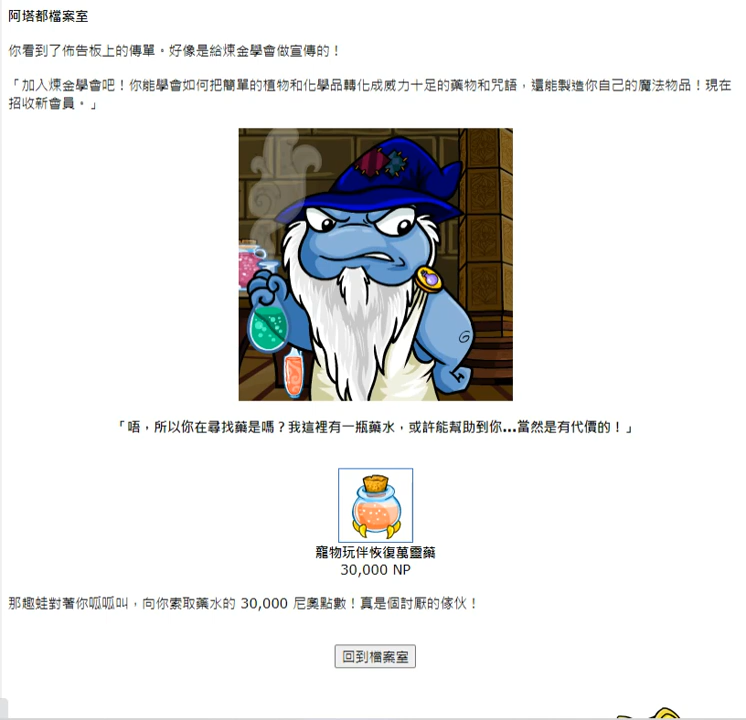 阿塔都檔案室
你看到了佈告板上的傳單。好像是給煉金學會做宣傳的！
「加入煉金學會吧！你能學會如何把簡單的植物和化學品轉化成威力十足的藥物和咒語，還能製造你自己的魔法物品！現在
招收新會員。」
「唔，所以你在尋找藥是嗎？我這裡有一瓶藥水，或許能幫助到你...當然是有代價的！」
寵物玩伴恢復萬靈藥
30,000 NP
那趣蛙對著你呱呱叫，向你索取藥水的 30,000 尼奧點數！真是個討厭的傢伙！
回到檔案室